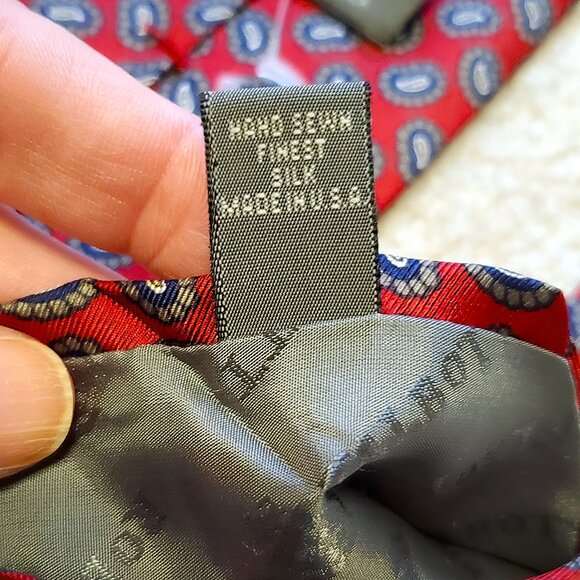 HAND SEWN
FINEST
SILK
MADE IN U.S.A